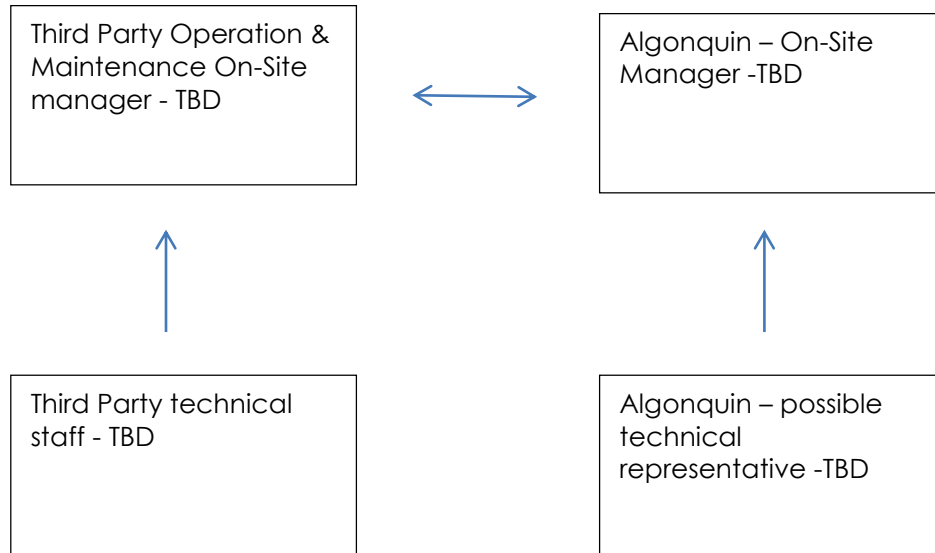 Third Party Operation &
Maintenance On-Site
manager - TBD
Algonquin – On-Site
Manager -TBD
Third Party technical
staff - TBD
Algonquin – possible
technical
representative -TBD